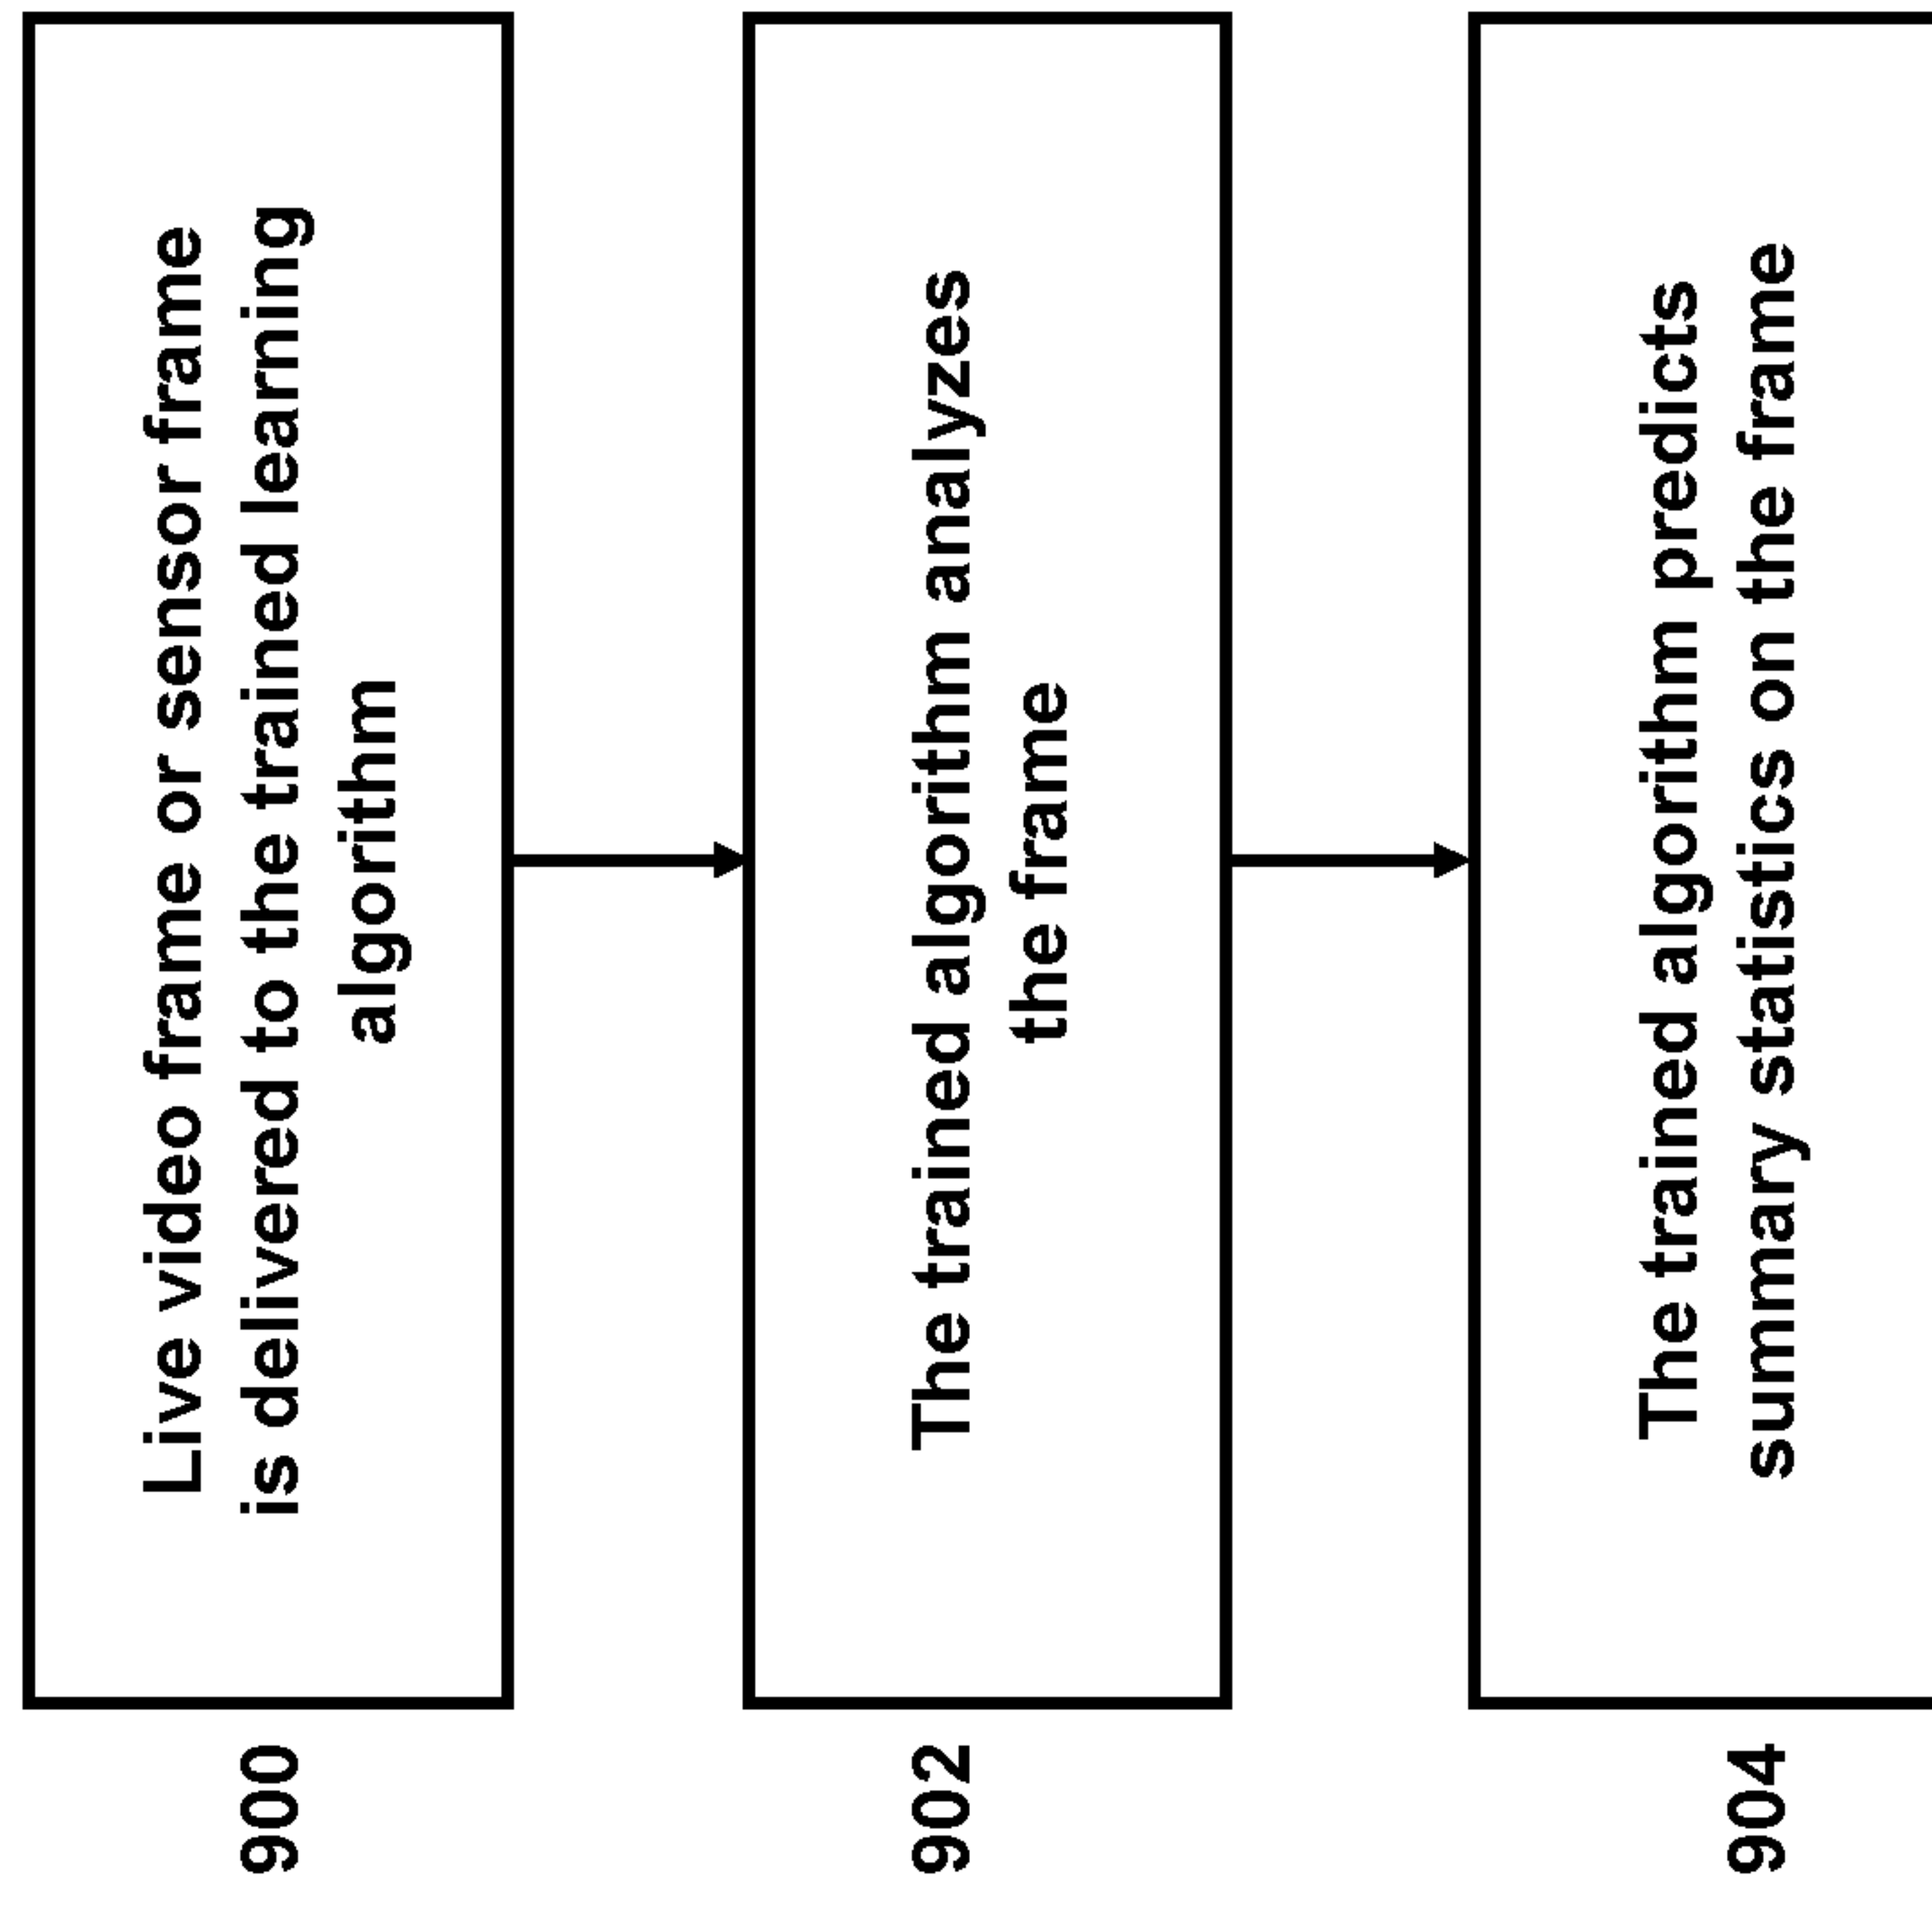 900
Live video frame or sensor frame
is delivered to the trained learning
algorithm
902
The trained algorithm analyzes
the frame
904
The trained algorithm predicts
summary statistics on the frame